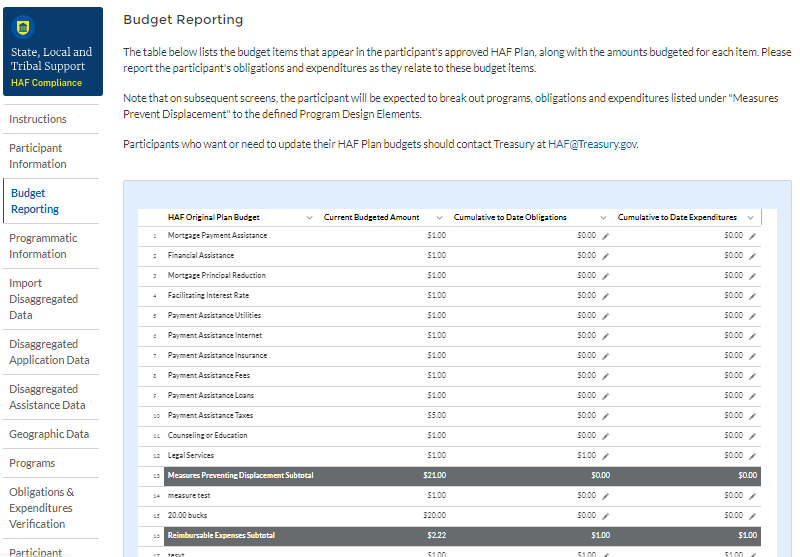 State, Local and
Tribal Support
HAF Compliance
Instructions
Participant
Information
Budget
Reporting
Programmatic
Information
Import
Disaggregated
Data
Disaggregated
Application Data
Disaggregated
Assistance Data
Geographic Data
Programs
Obligations &
Expenditures
Verification
Participant
Budget Reporting
The table below lists the budget items that appear in the participant's approved HAF Plan, along with the amounts budgeted for each item. Please
report the participant's obligations and expenditures as they relate to these budget items.
Note that on subsequent screens, the participant will be expected to break out programs, obligations and expenditures listed under "Measures
Prevent Displacement" to the defined Program Design Elements.
Participants who want or need to update their HAF Plan budgets should contact Treasury at HAF@Treasury.gov.
HAF Original Plan Budget Current Budgeted Amount Cumulative to Date Obligations Cumulative to Date Expenditures
1 Mortgage Payment Assistance $1.00 $0.00 $0.00
2 Financial Assistance $1.00 $0.00 $0.00
3 Mortgage Principal Reduction $1.00 $0.00 $0.00
4 Facilitating Interest Rate $1.00 $0.00 $0.00
5 Payment Assistance Utilities $1.00 $0.00 $0.00
6 Payment Assistance Internet $1.00 $0.00 $0.00
7 Payment Assistance Insurance $1.00 $0.00 $0.00
8 Payment Assistance Fees $1.00 $0.00 $0.00
9 Payment Assistance Loans $1.00 $0.00 $0.00
10 Payment Assistance Taxes $5.00 $0.00 $0.00
11 Counseling or Education $1.00 $0.00 $0.00
12 Legal Services $1.00 $1.00 $0.00
13 Measures Preventing Displacement Subtotal $21.00 $0.00 $0.00
14 measure test $1.00 $0.00 $0.00
15 20.00 bucks $20.00 $0.00 $0.00
16 Reimbursable Expenses Subtotal $2.22 $1.00 $1.00
17 tesyt $1.00 $1.00 $1.00